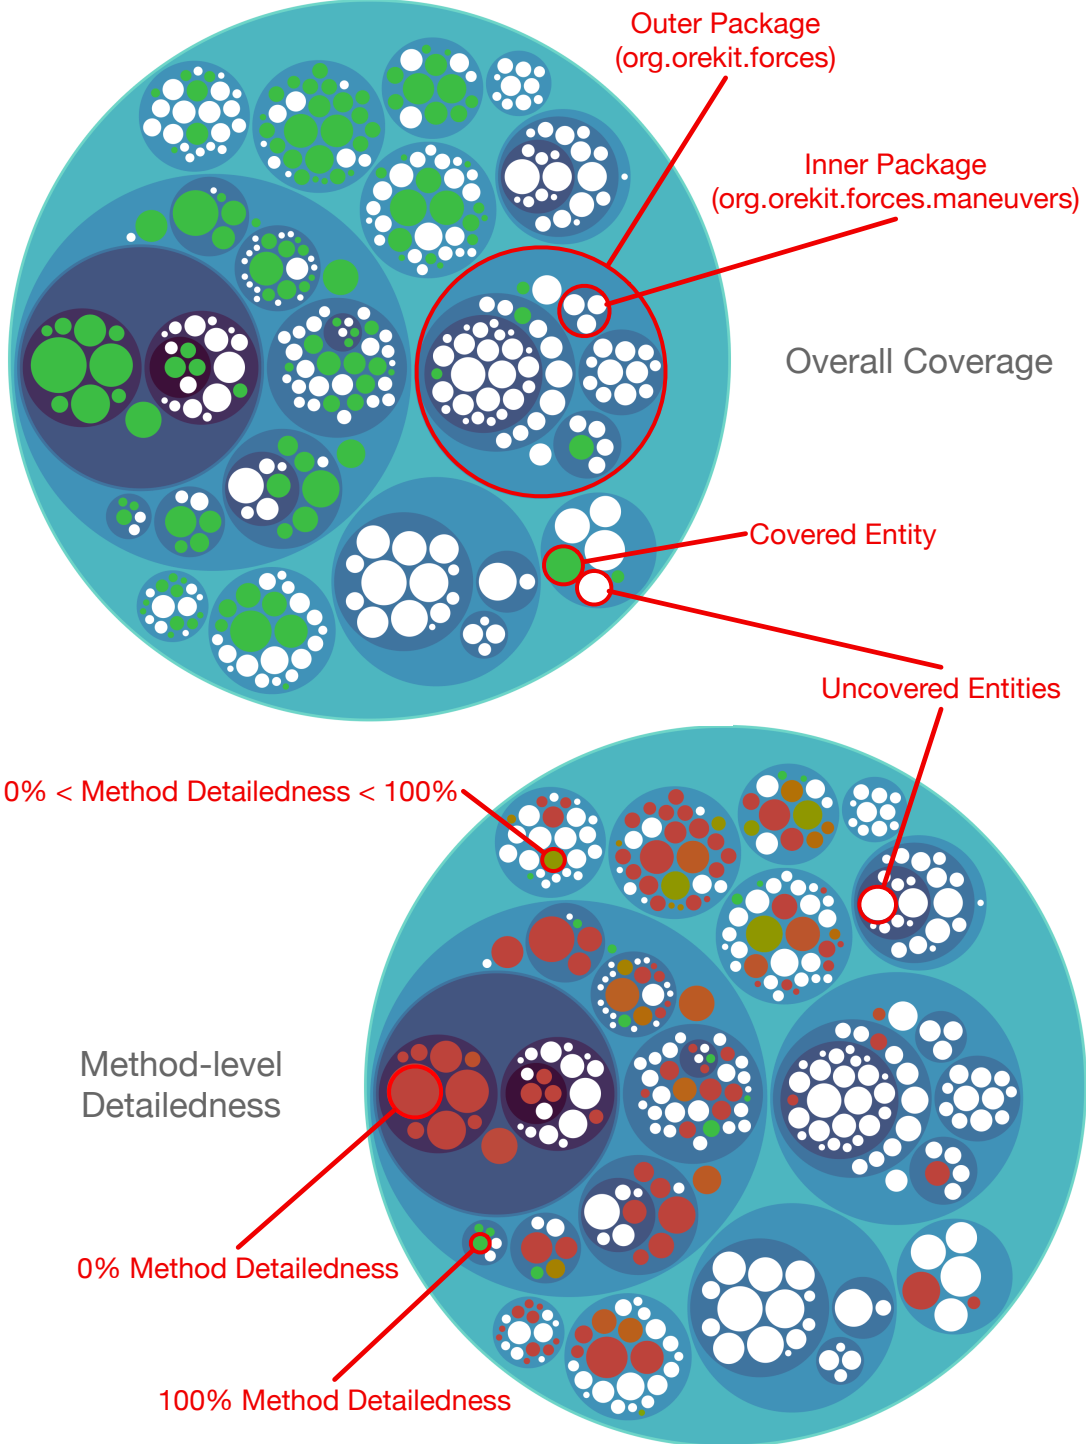 Outer Package
(org.orekit.forces)
Inner Package
(org.orekit.forces.maneuvers)
Overall Coverage
Covered Entity
Uncovered Entities
0% < Method Detailedness < 100%
Method-level
Detailedness
0% Method Detailedness
100% Method Detailedness